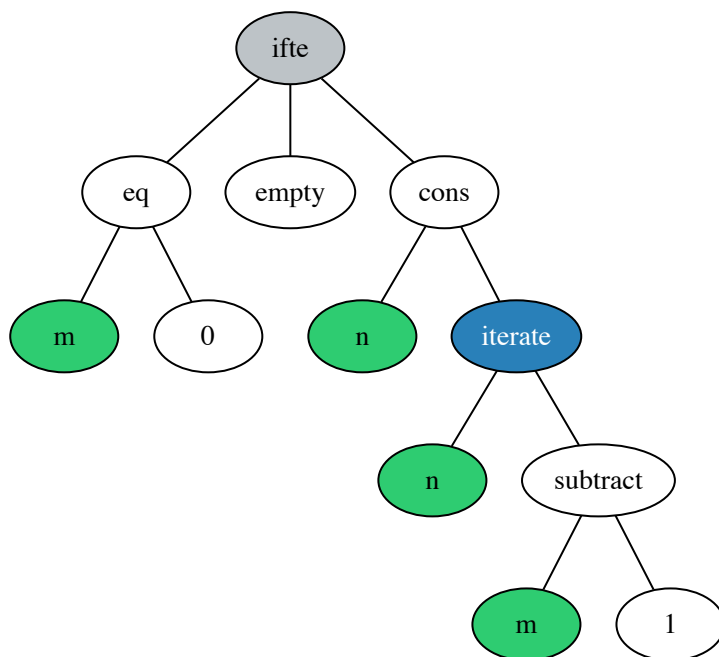 ifte
eq empty cons
m 0 n iterate
n subtract
m 1